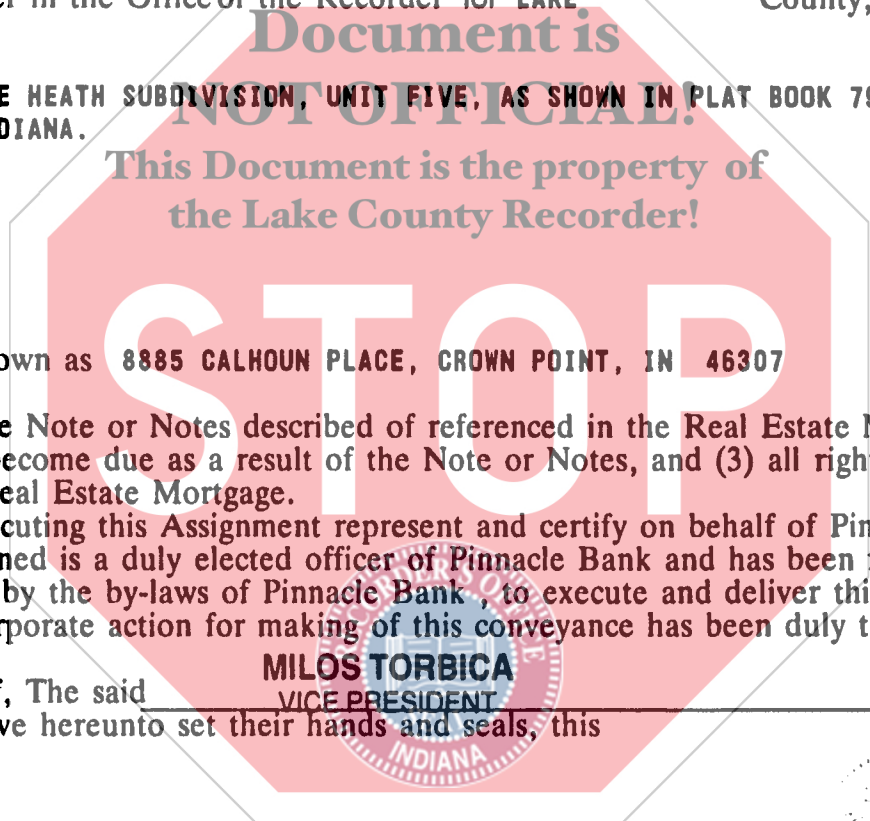 er in the Office of the Recorder for LAKE County,
Document is
E HEATH SUBDIVISION, UNIT FIVE, AS SHOWN IN PLAT BOOK 79
NOT OFFICIAL!
DIANA.
This Document is the property of
the Lake County Recorder!
STOP
own as 8885 CALHOUN PLACE, CROWN POINT, IN 46307
e Note or Notes described of referenced in the Real Estate M
ecome due as a result of the Note or Notes, and (3) all righ
eal Estate Mortgage.
cuting this Assignment represent and certify on behalf of Pin
ned is a duly elected officer of Pinnacle Bank and has been
by the by-laws of Pinnacle Bank , to execute and deliver thi
rporate action for making of this conveyance has been duly t
RECORDER'S OFFICE
MILOS TORBICA
f, The said
VICE PRESIDENT
ve hereunto set their hands and seals, this
INDIANA